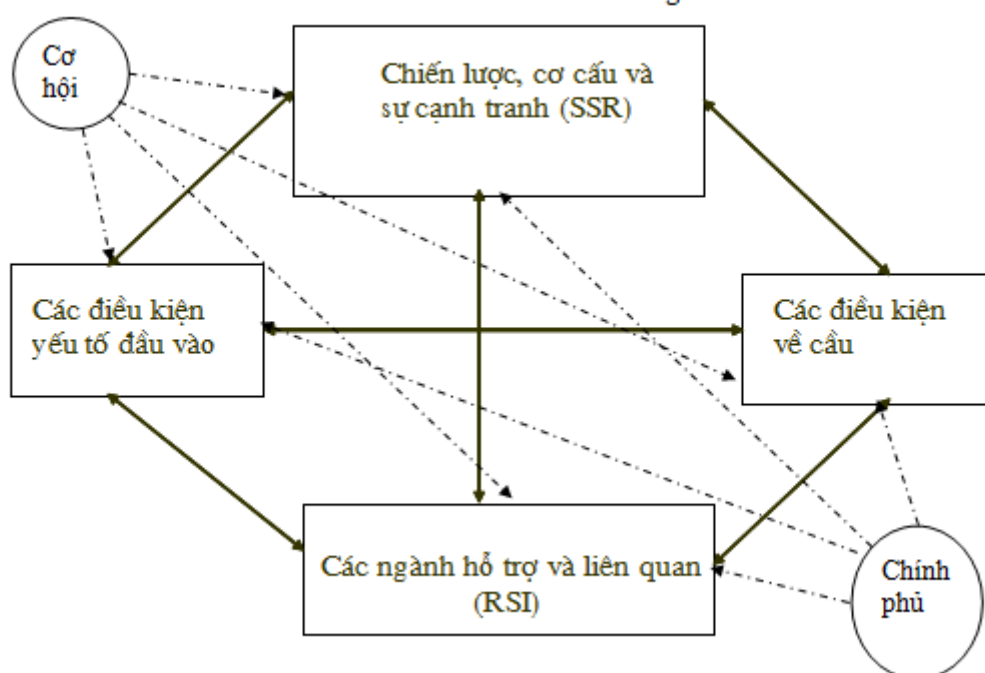 Cơ
hội
Chiến lược, cơ cấu và
sự cạnh tranh (SSR)
Các điều kiện
yếu tố đầu vào
Các điều kiện
về cầu
Các ngành hỗ trợ và liên quan
(RSI)
Chính
phủ